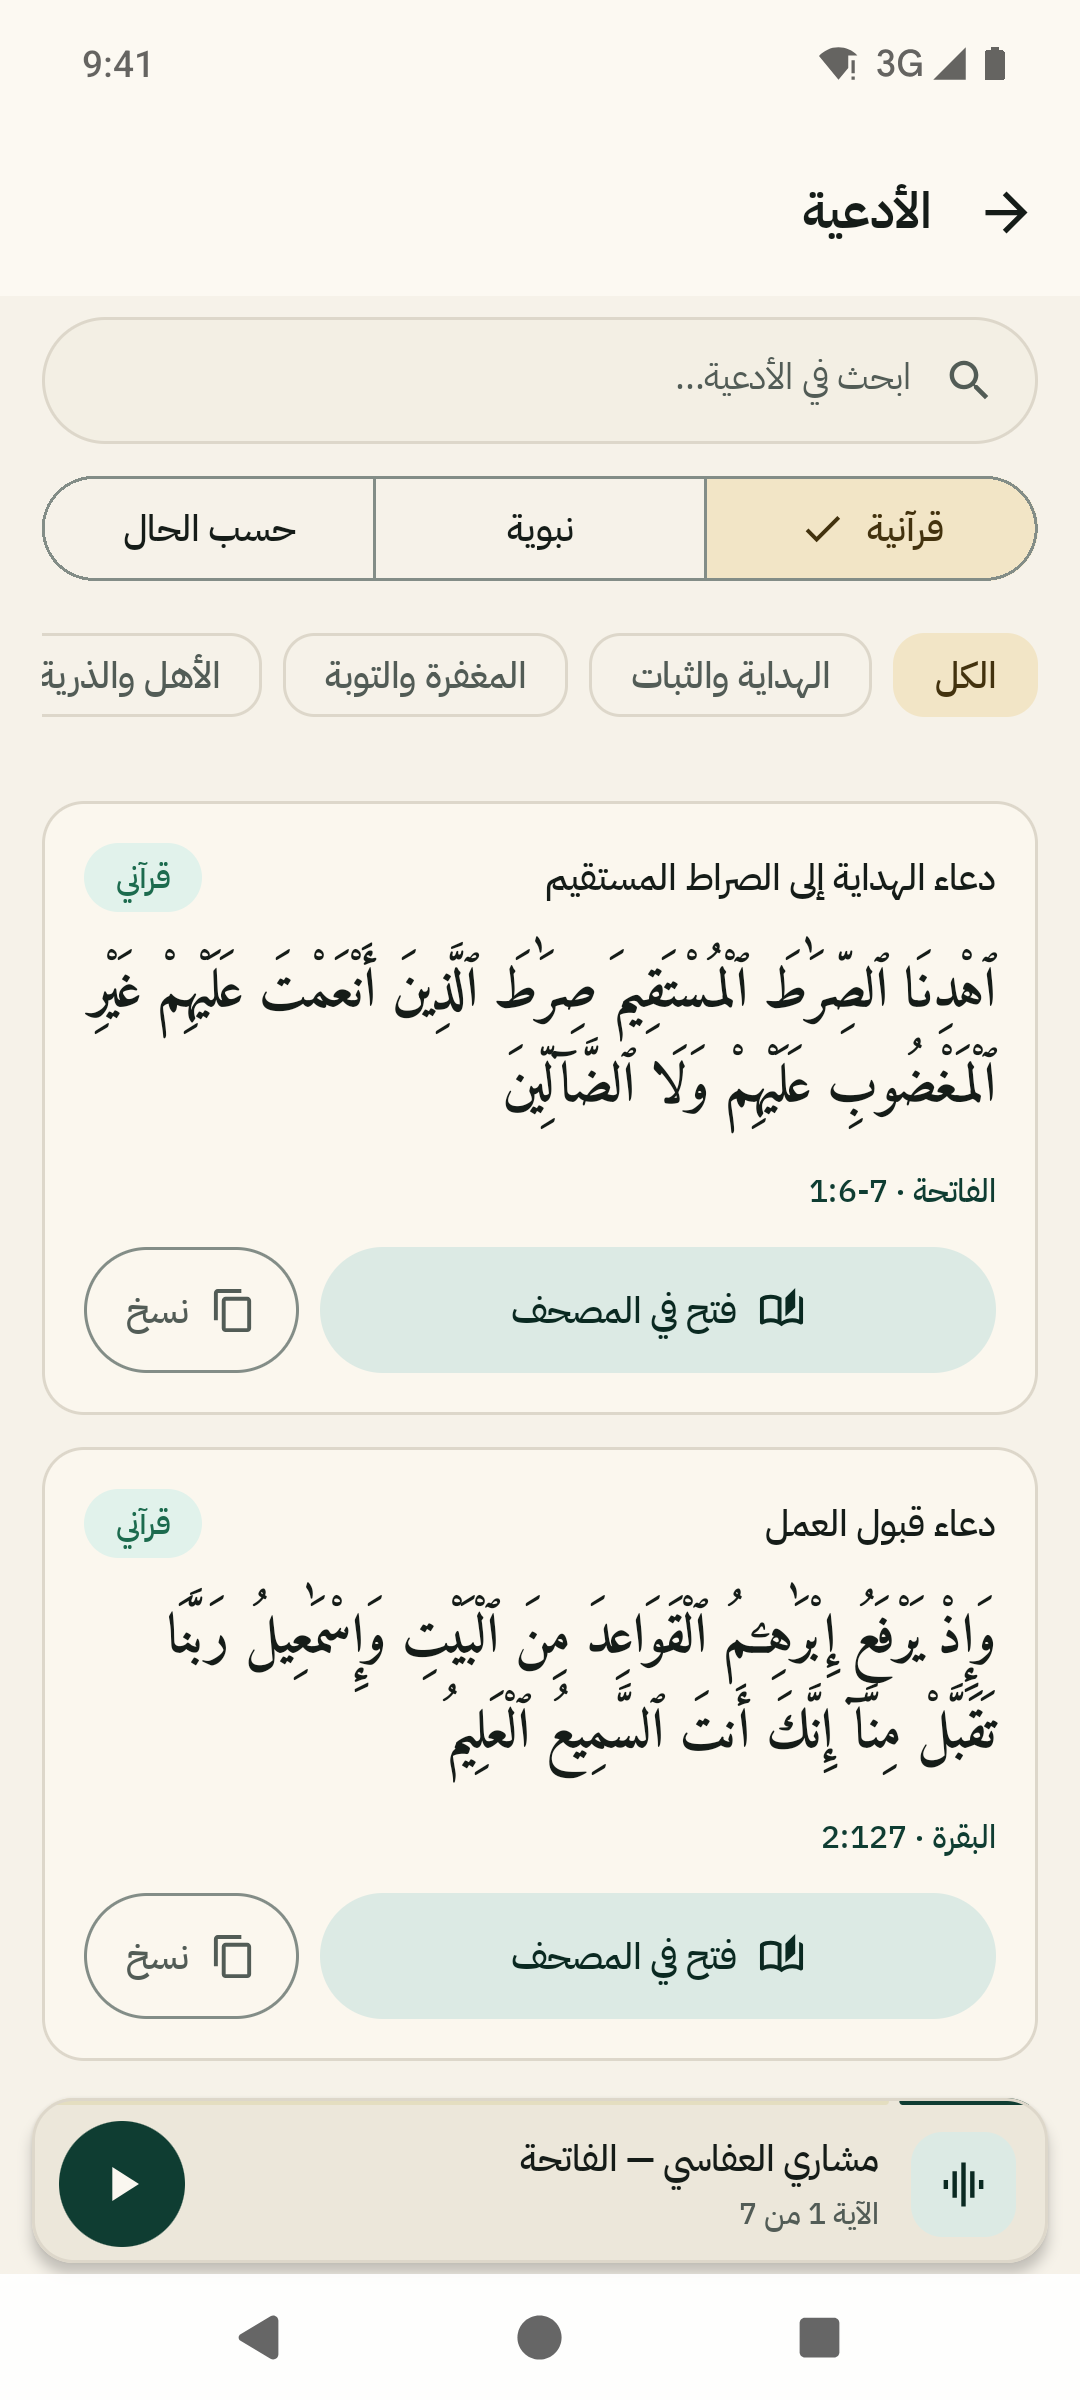 9:41
3G
الأدعية
ابحث في الأدعية...
قرآنية
نبوية
حسب الحال
الكل
الهداية والثبات
المغفرة والتوبة
الأهل والذرية
دعاء الهداية إلى الصراط المستقيم
قرآني
ٱهْدِنَا ٱلصِّرَٰطَ ٱلْمُسْتَقِيمَ صِرَٰطَ ٱلَّذِينَ أَنْعَمْتَ عَلَيْهِمْ غَيْرِ
ٱلْمَغْضُوبِ عَلَيْهِمْ وَلَا ٱلضَّآلِّينَ
الفاتحة · 1:6-7
فتح في المصحف
نسخ
دعاء قبول العمل
قرآني
وَإِذْ يَرْفَعُ إِبْرَٰهِـۧمُ ٱلْقَوَاعِدَ مِنَ ٱلْبَيْتِ وَإِسْمَٰعِيلُ رَبَّنَا
تَقَبَّلْ مِنَّآ إِنَّكَ أَنتَ ٱلسَّمِيعُ ٱلْعَلِيمُ
البقرة · 2:127
فتح في المصحف
نسخ
مشاري العفاسي — الفاتحة
الآية 1 من 7